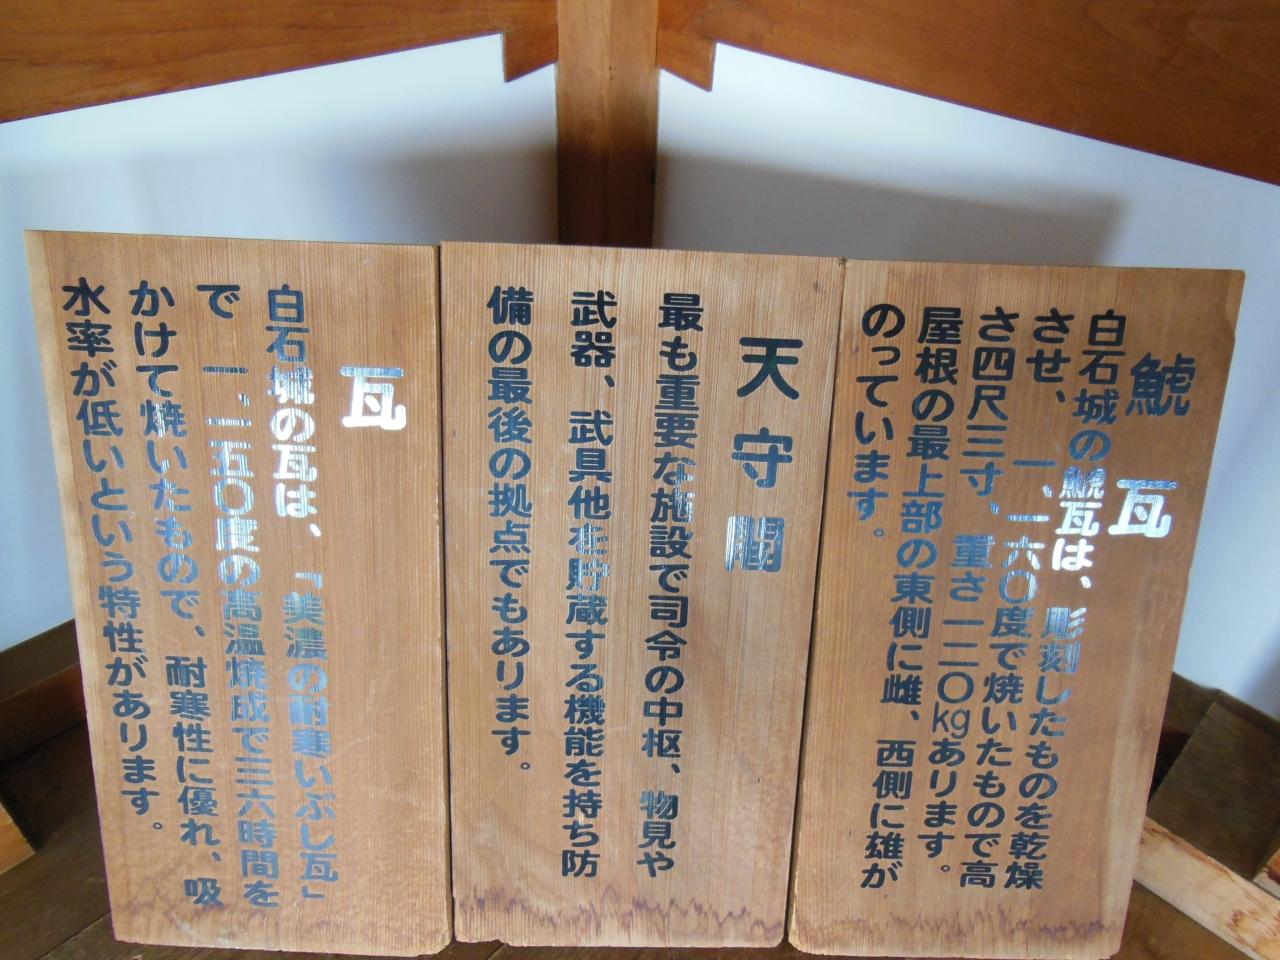 鯱瓦
白石城の鯱瓦は、彫刻したものを乾燥
させ、一、一六〇度で焼いたもので高
さ四尺三寸、重さ一二〇kgあります。
屋根の最上部の東側に雌、西側に雄が
のっています。
天守閣
最も重要な施設で司令の中枢、物見や
武器、武具他を貯蔵する機能を持ち防
備の最後の拠点でもあります。
瓦
白石城の瓦は、「美濃の耐寒いぶし瓦」
で一、一五〇度の高温焼成で三六時間を
かけて焼いたもので、耐寒性に優れ、吸
水率が低いという特性があります。